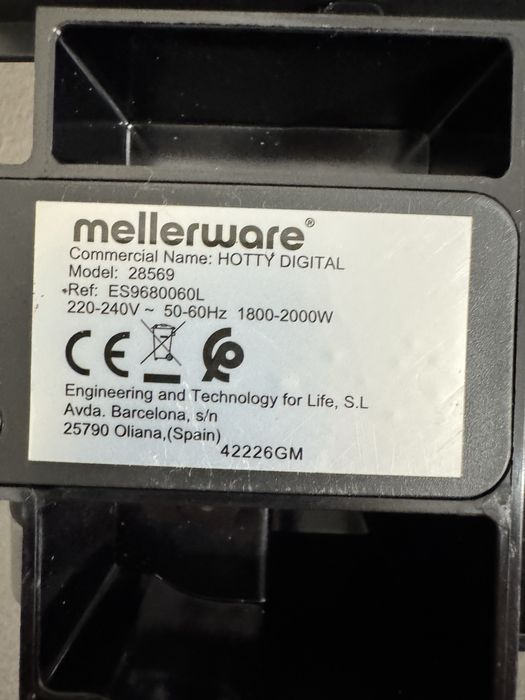 mellerware®
Commercial Name: HOTTY DIGITAL
Model: 28569
•Ref: ES9680060L
220-240V ~ 50-60Hz 1800-2000W
CE
Engineering and Technology for Life, S.L
Avda. Barcelona, s/n
25790 Oliana,(Spain)
42226GM